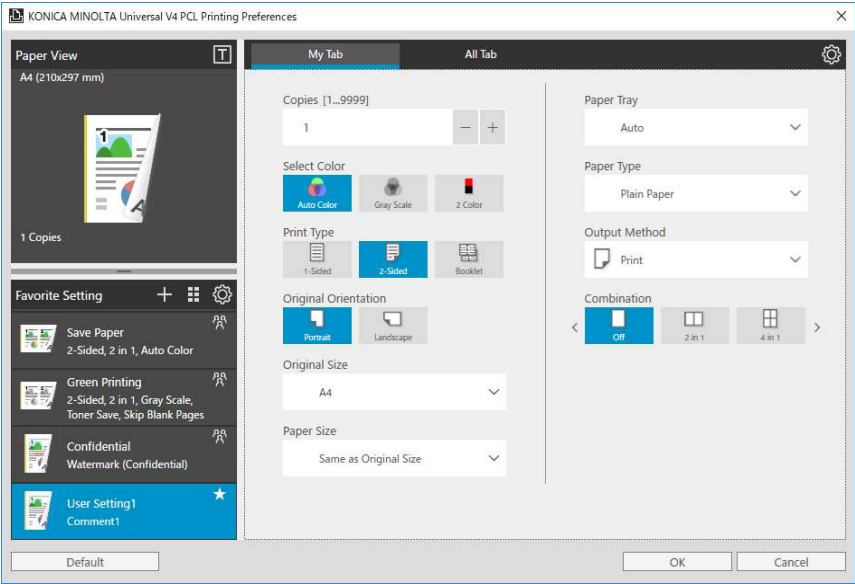 KONICA MINOLTA Universal V4 PCL Printing Preferences
Paper View
T
A4 (210x297 mm)
1
A
1 Copies
Favorite Setting
Save Paper
2-Sided, 2 in 1, Auto Color
Green Printing
2-Sided, 2 in 1, Gray Scale,
Toner Save, Skip Blank Pages
Confidential
Watermark (Confidential)
User Setting1
Comment1
My Tab
All Tab
Copies [1...9999]
1
Select Color
Auto Color
Gray Scale
2 Color
Print Type
1-Sided
2-Sided
Booklet
Original Orientation
Portrait
Landscape
Original Size
A4
Paper Size
Same as Original Size
Paper Tray
Auto
Paper Type
Plain Paper
Output Method
Print
Combination
Off
2 in 1
4 in 1
Default
OK
Cancel